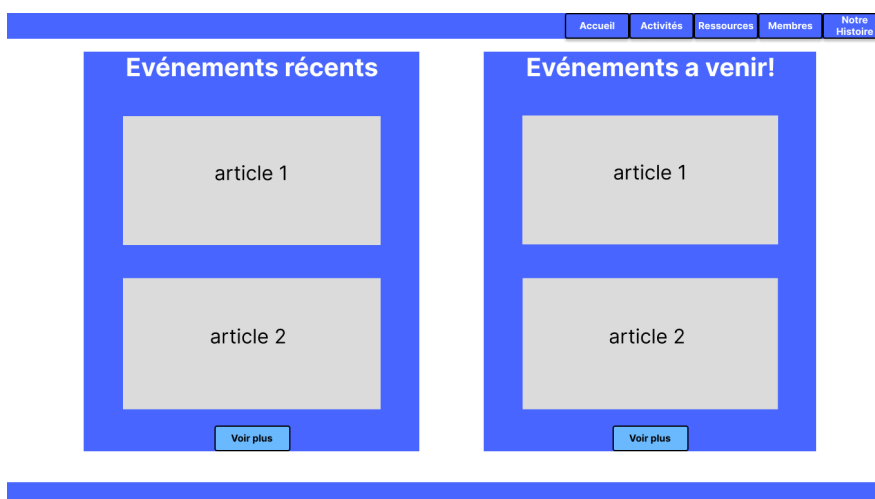 Accueil
Activités
Ressources
Membres
Notre
Histoire
Evénements récents
article 1
article 2
Voir plus
Evénements a venir!
article 1
article 2
Voir plus